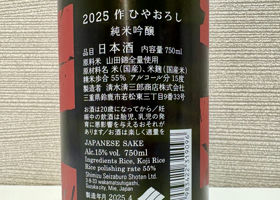 2025 作 ひやおろし
純米吟醸
品目 日本酒 内容量 750ml
原料米 山田錦全量使用
原材料名 米(国産)、米麹(国産米)
精米歩合 55% アルコール分 15度
製造者 清水清三郎商店株式会社
三重県鈴鹿市若松東三丁目9番33号
お酒は20歳になってから/妊
娠中の飲酒は胎児、乳児の発
育に悪影響を与えるおそれが
あります。/お酒は楽しく適量を
JAPANESE SAKE
Alc.15% vol. 750ml
Ingredients Rice, Koji Rice
Rice polishing rate 55%
Shimizu Seizaburo Shoten Ltd.
3-9-33 wakamatsuhigashi,
Suzuka city, Mie, Japan
製造年月 2025.4